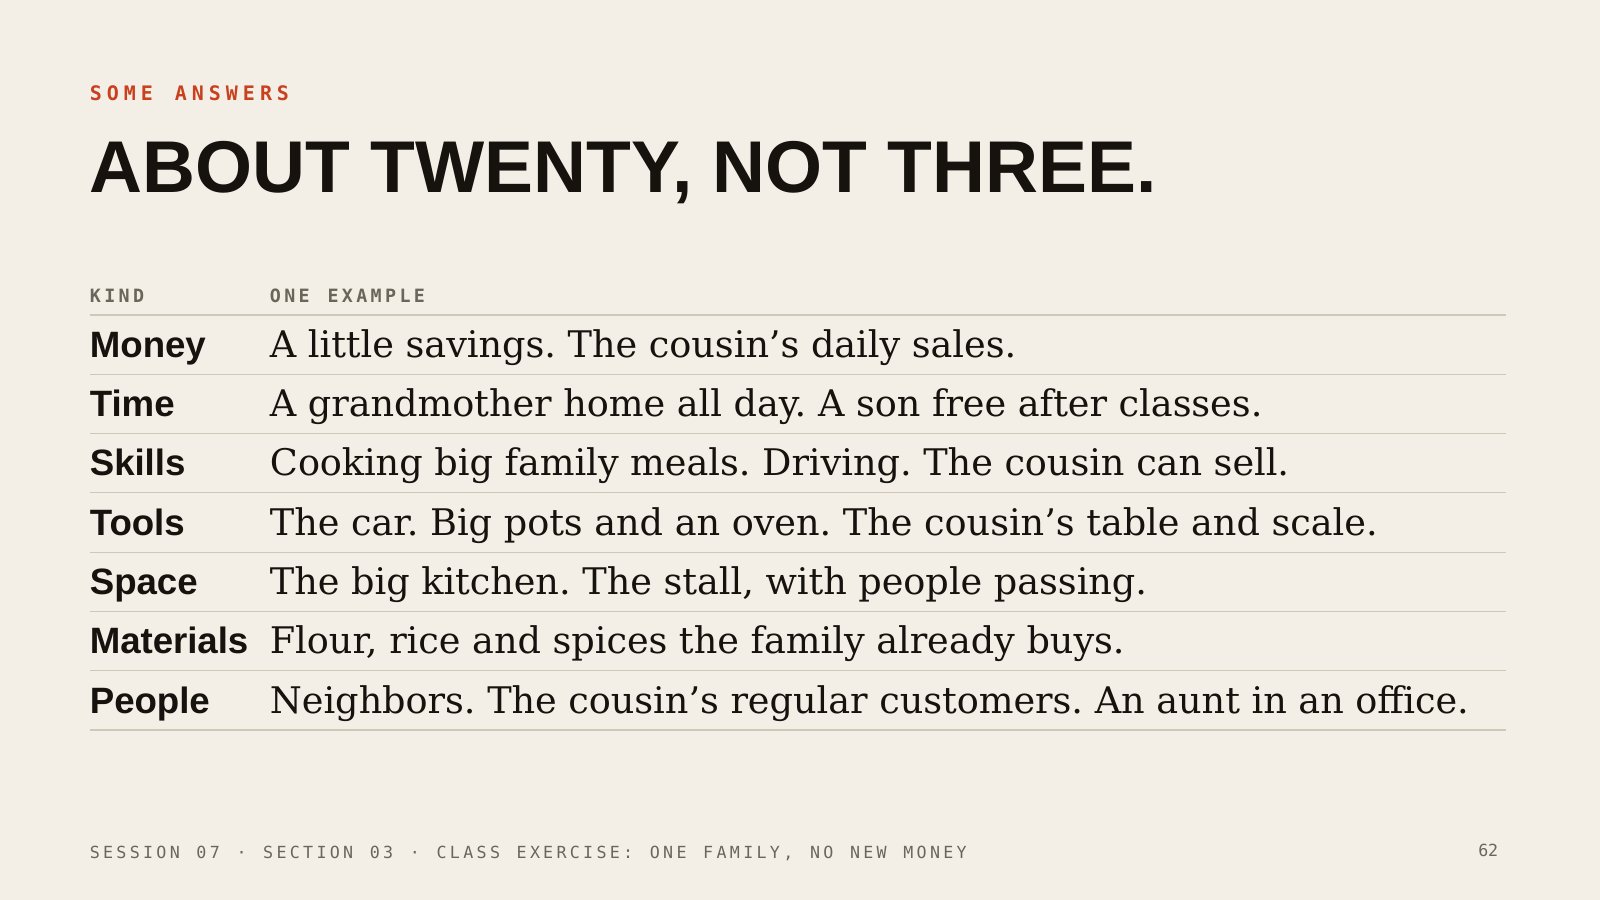 SOME ANSWERS
ABOUT TWENTY, NOT THREE.
KIND ONE EXAMPLE
Money A little savings. The cousin’s daily sales.
Time A grandmother home all day. A son free after classes.
Skills Cooking big family meals. Driving. The cousin can sell.
Tools The car. Big pots and an oven. The cousin’s table and scale.
Space The big kitchen. The stall, with people passing.
Materials Flour, rice and spices the family already buys.
People Neighbors. The cousin’s regular customers. An aunt in an office.
SESSION 07 · SECTION 03 · CLASS EXERCISE: ONE FAMILY, NO NEW MONEY 62